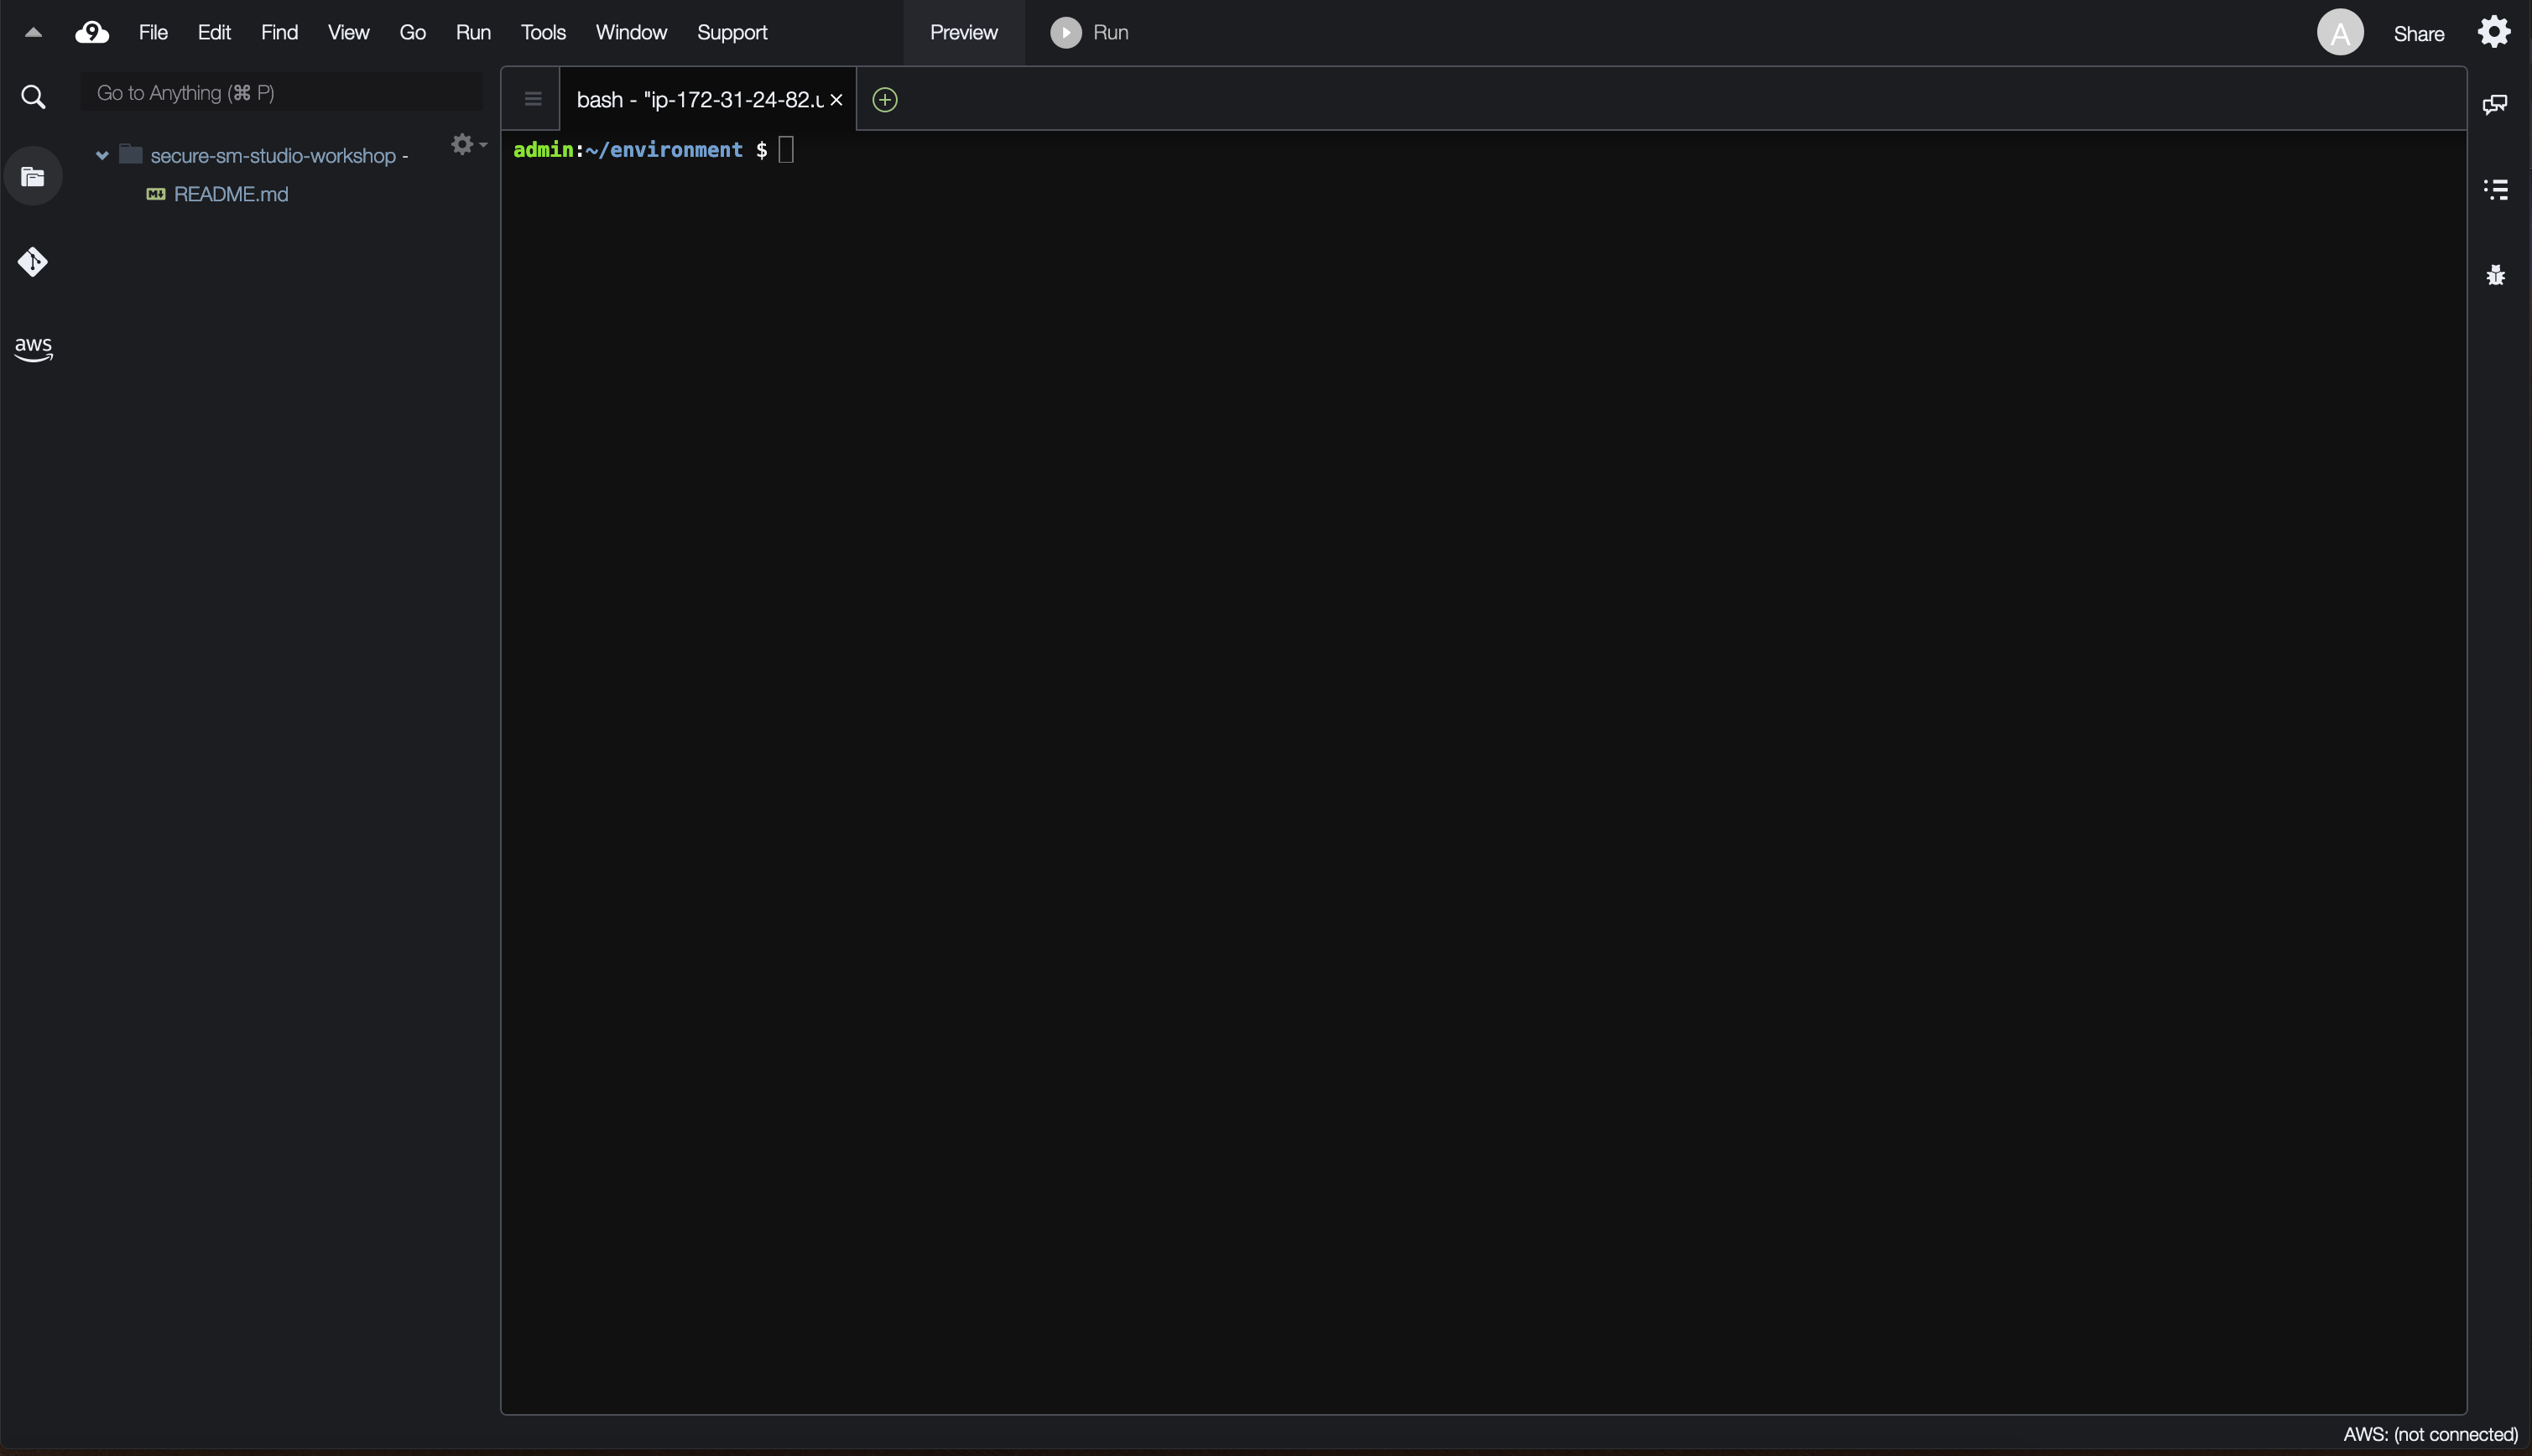 9 File Edit Find View Go Run Tools Window Support Preview Run A Share
Go to Anything (⌘ P)
bash - "ip-172-31-24-82.u
secure-sm-studio-workshop -
admin:~/environment $
M↓ README.md
aws
AWS: (not connected)